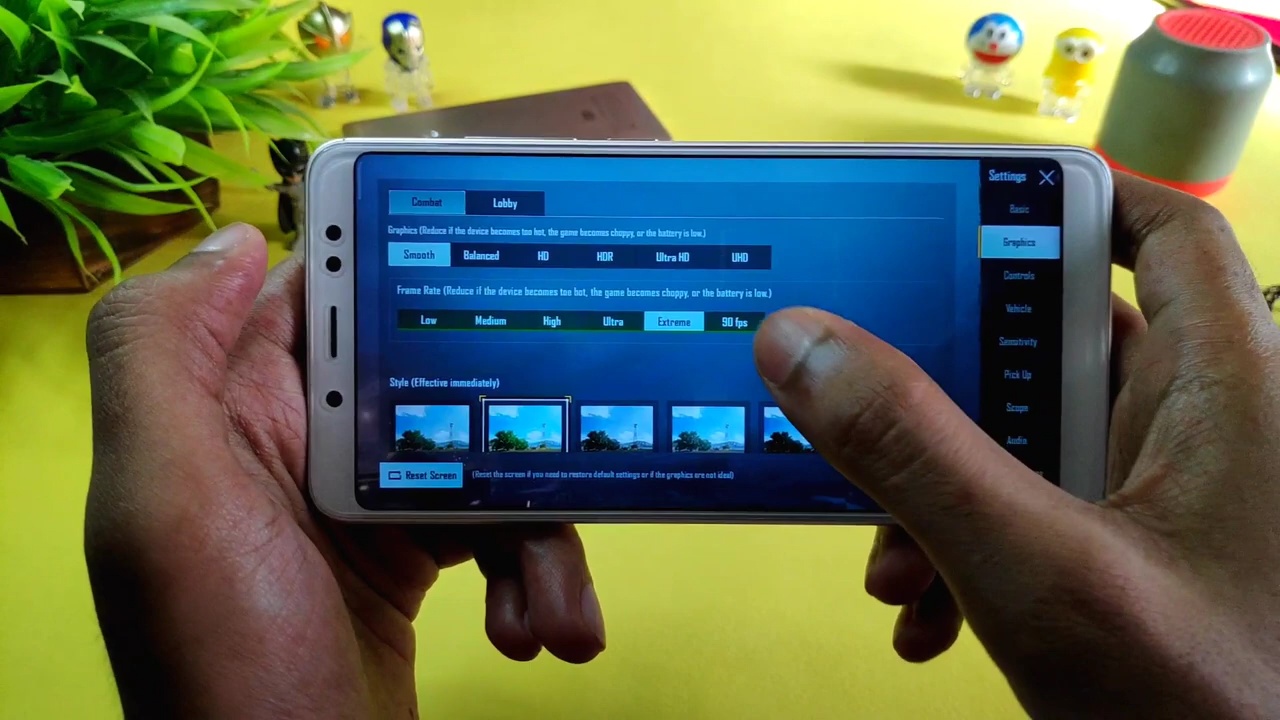 Settings
Combat Lobby
Basic
Graphics (Reduce if the device becomes too hot, the game becomes choppy, or the battery is low.)
Smooth Balanced HD HDR Ultra HD UHD
Graphics
Controls
Frame Rate (Reduce if the device becomes too hot, the game becomes choppy, or the battery is low.)
Vehicle
Low Medium High Ultra Extreme 90 fps
Sensitivity
Pick Up
Style (Effective immediately)
Scope
Audio
Reset Screen (Reset the screen if you need to restore default settings or if the graphics are not ideal)